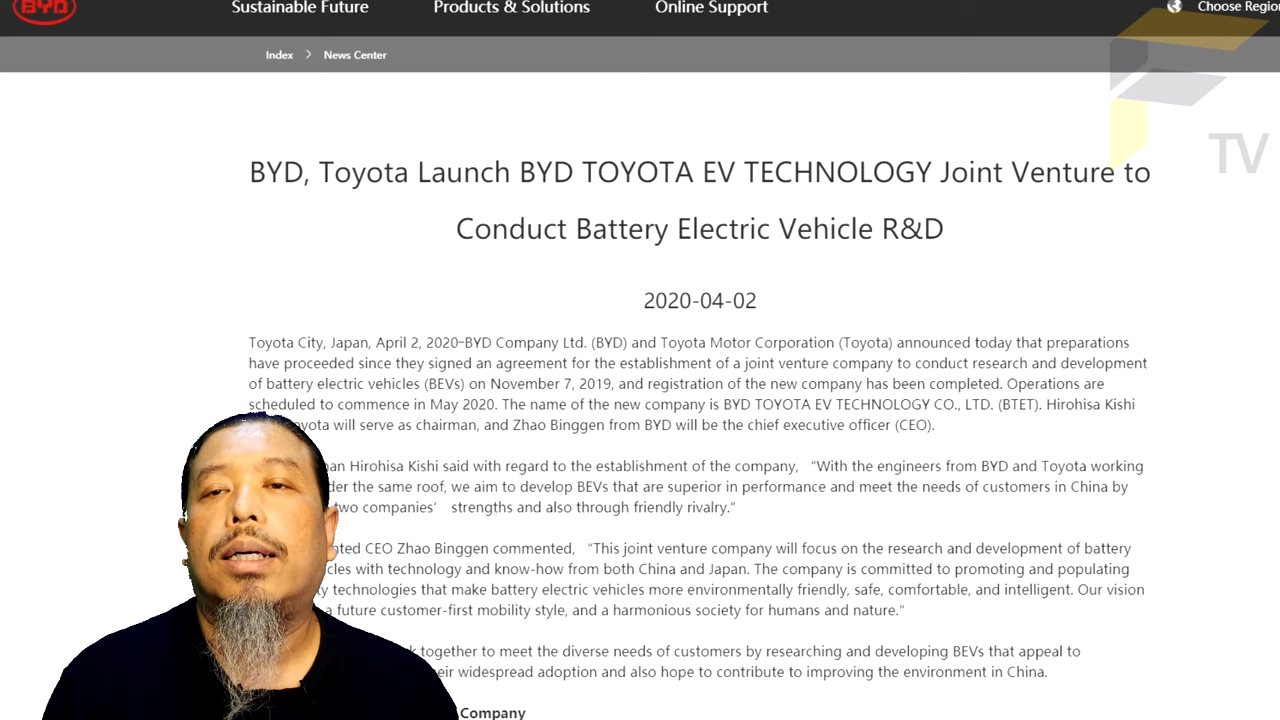 BYD
Sustainable Future Products & Solutions Online Support Choose Region
Index > News Center
TV
BYD, Toyota Launch BYD TOYOTA EV TECHNOLOGY Joint Venture to
Conduct Battery Electric Vehicle R&D
2020-04-02
Toyota City, Japan, April 2, 2020–BYD Company Ltd. (BYD) and Toyota Motor Corporation (Toyota) announced today that preparations
have proceeded since they signed an agreement for the establishment of a joint venture company to conduct research and development
of battery electric vehicles (BEVs) on November 7, 2019, and registration of the new company has been completed. Operations are
scheduled to commence in May 2020. The name of the new company is BYD TOYOTA EV TECHNOLOGY CO., LTD. (BTET). Hirohisa Kishi
Toyota will serve as chairman, and Zhao Binggen from BYD will be the chief executive officer (CEO).
Hirohisa Kishi said with regard to the establishment of the company, “With the engineers from BYD and Toyota working
the same roof, we aim to develop BEVs that are superior in performance and meet the needs of customers in China by
two companies’ strengths and also through friendly rivalry.”
CEO Zhao Binggen commented, “This joint venture company will focus on the research and development of battery
with technology and know-how from both China and Japan. The company is committed to promoting and populating
technologies that make battery electric vehicles more environmentally friendly, safe, comfortable, and intelligent. Our vision
a future customer-first mobility style, and a harmonious society for humans and nature.”
together to meet the diverse needs of customers by researching and developing BEVs that appeal to
widespread adoption and also hope to contribute to improving the environment in China.
Company